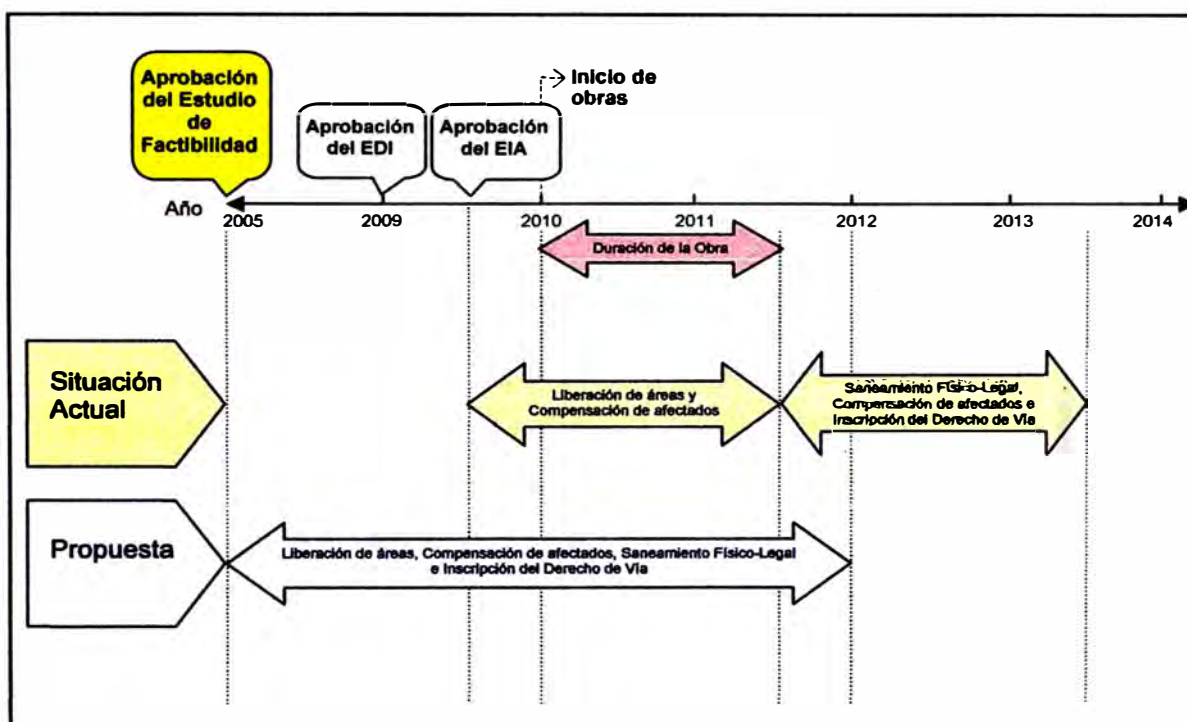 Aprobación
del Estudio
de
Factibilidad
Aprobación
del EDI
Aprobación
del EIA
Inicio de
obras
Año
2005
2009
2010
2011
2012
2013
2014
Duración de la Obra
Situación
Actual
Liberación de áreas y
Compensación de afectados
Saneamiento Físico-Legal,
Compensación de afectados e
Inscripción del Derecho de Vía
Propuesta
Liberación de áreas, Compensación de afectados, Saneamiento Físico-Legal
e Inscripción del Derecho de Vía